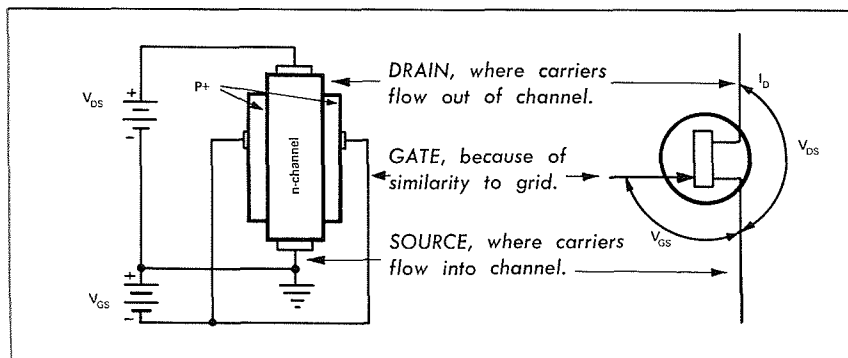 P+
DRAIN, where carriers
flow out of channel.
I_D
+
V_DS
-
n-channel
GATE, because of
similarity to grid.
V_DS
SOURCE, where carriers
flow into channel.
V_GS
+
V_GS
-